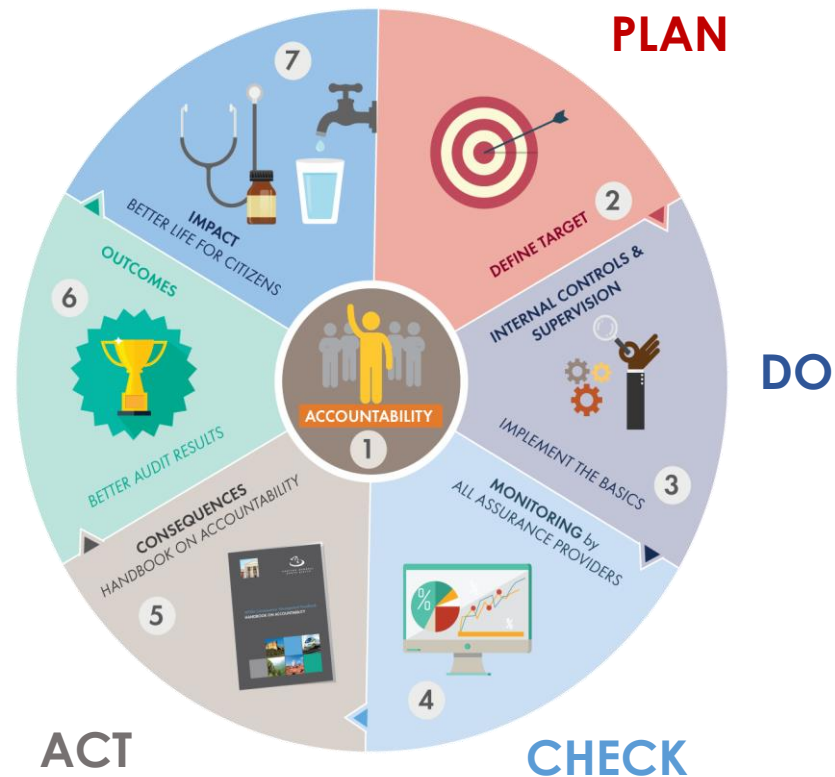 PLAN
7
IMPACT
BETTER LIFE FOR CITIZENS
2
DEFINE TARGET
INTERNAL CONTROLS &
SUPERVISION
IMPLEMENT THE BASICS
3
DO
OUTCOMES
6
BETTER AUDIT RESULTS
ACCOUNTABILITY
1
MONITORING by
ALL ASSURANCE PROVIDERS
%
4
CHECK
CONSEQUENCES
HANDBOOK ON ACCOUNTABILITY
HANDBOOK ON ACCOUNTABILITY
5
ACT